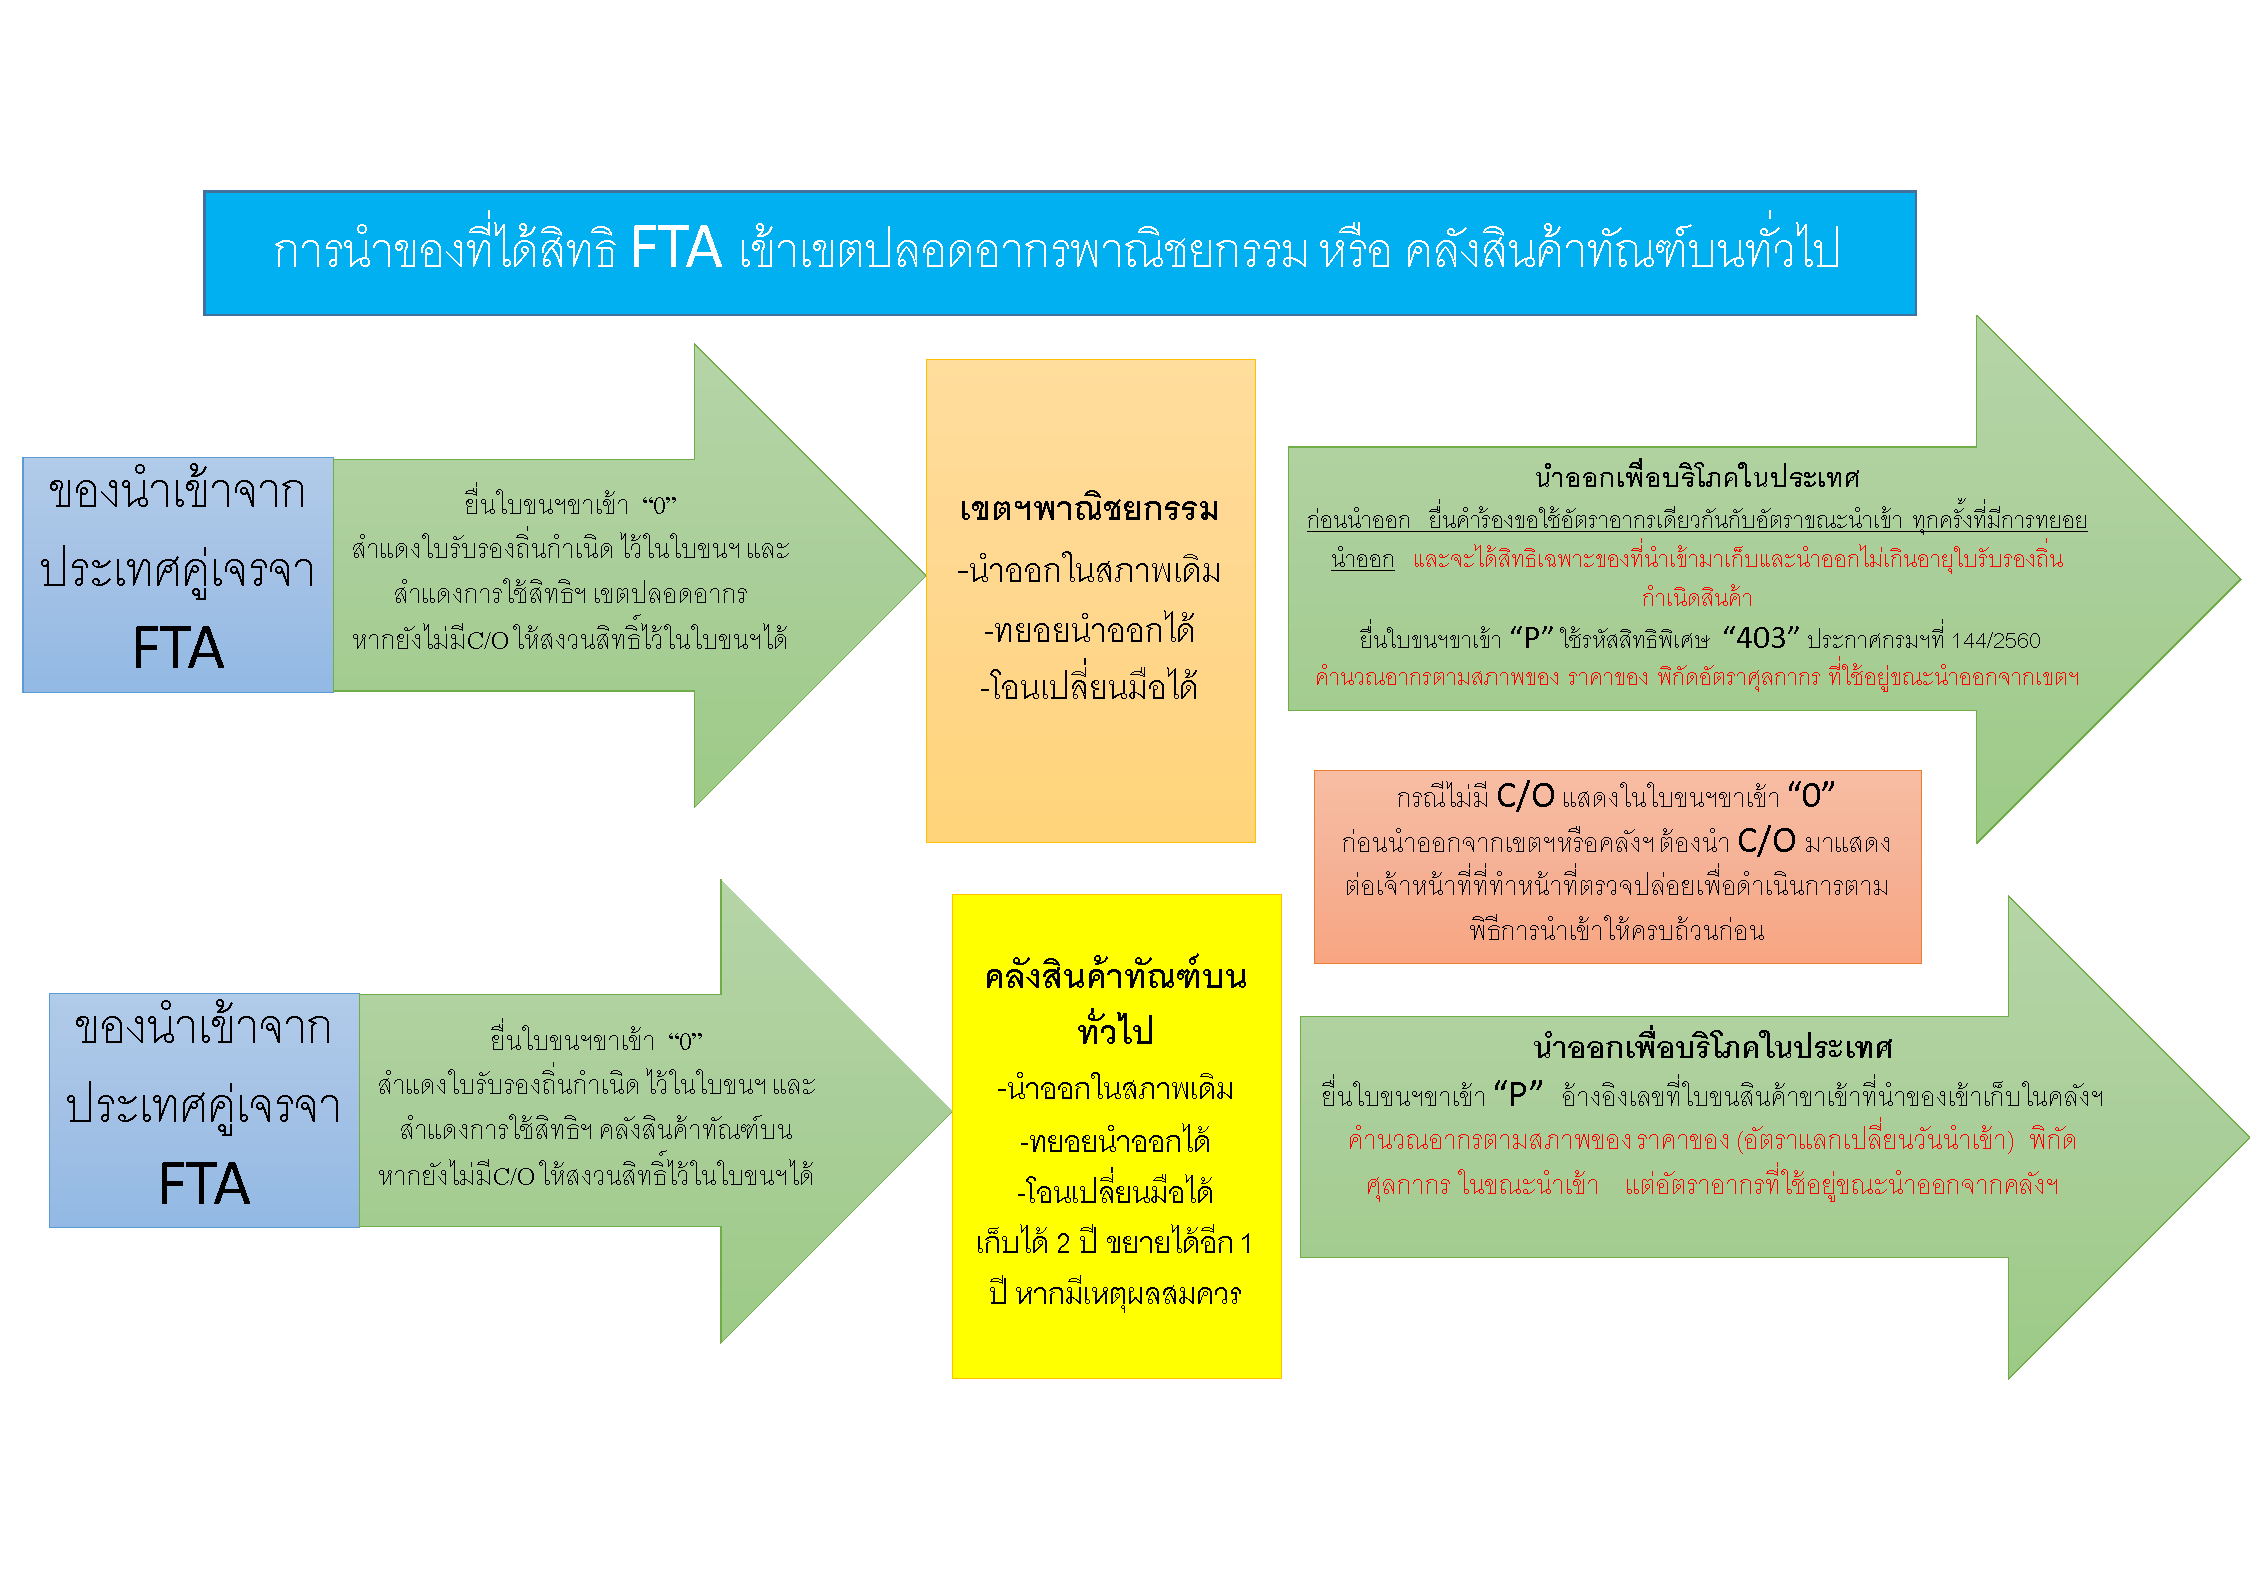 การนำของที่ได้สิทธิ FTA เข้าเขตปลอดอากรพาณิชยกรรม หรือ คลังสินค้าทัณฑ์บนทั่วไป
ของนำเข้าจาก
ประเทศคู่เจรจา
FTA
ยื่นใบขนฯขาเข้า “0”
สำแดงใบรับรองถิ่นกำเนิด ไว้ในใบขนฯ และ
สำแดงการใช้สิทธิฯ เขตปลอดอากร
หากยังไม่มีC/O ให้สงวนสิทธิ์ไว้ในใบขนฯได้
เขตฯพาณิชยกรรม
-นำออกในสภาพเดิม
-ทยอยนำออกได้
-โอนเปลี่ยนมือได้
นำออกเพื่อบริโภคในประเทศ
ก่อนนำออก ยื่นคำร้องขอใช้อัตราอากรเดียวกันกับอัตราขณะนำเข้า ทุกครั้งที่มีการทยอย
นำออก และจะได้สิทธิเฉพาะของที่นำเข้ามาเก็บและนำออกไม่เกินอายุใบรับรองถิ่น
กำเนิดสินค้า
ยื่นใบขนฯขาเข้า “P” ใช้รหัสสิทธิพิเศษ “403” ประกาศกรมฯที่ 144/2560
คำนวณอากรตามสภาพของ ราคาของ พิกัดอัตราศุลกากร ที่ใช้อยู่ขณะนำออกจากเขตฯ
กรณีไม่มี C/O แสดงในใบขนฯขาเข้า “0”
ก่อนนำออกจากเขตฯหรือคลังฯ ต้องนำ C/O มาแสดง
ต่อเจ้าหน้าที่ที่ทำหน้าที่ตรวจปล่อยเพื่อดำเนินการตาม
พิธีการนำเข้าให้ครบถ้วนก่อน
ของนำเข้าจาก
ประเทศคู่เจรจา
FTA
ยื่นใบขนฯขาเข้า “0”
สำแดงใบรับรองถิ่นกำเนิด ไว้ในใบขนฯ และ
สำแดงการใช้สิทธิฯ คลังสินค้าทัณฑ์บน
หากยังไม่มีC/O ให้สงวนสิทธิ์ไว้ในใบขนฯได้
คลังสินค้าทัณฑ์บน
ทั่วไป
-นำออกในสภาพเดิม
-ทยอยนำออกได้
-โอนเปลี่ยนมือได้
เก็บได้ 2 ปี ขยายได้อีก 1
ปี หากมีเหตุผลสมควร
นำออกเพื่อบริโภคในประเทศ
ยื่นใบขนฯขาเข้า “P” อ้างอิงเลขที่ใบขนสินค้าขาเข้าที่นำของเข้าเก็บในคลังฯ
คำนวณอากรตามสภาพของ ราคาของ (อัตราแลกเปลี่ยนวันนำเข้า) พิกัด
ศุลกากร ในขณะนำเข้า แต่อัตราอากรที่ใช้อยู่ขณะนำออกจากคลังฯ